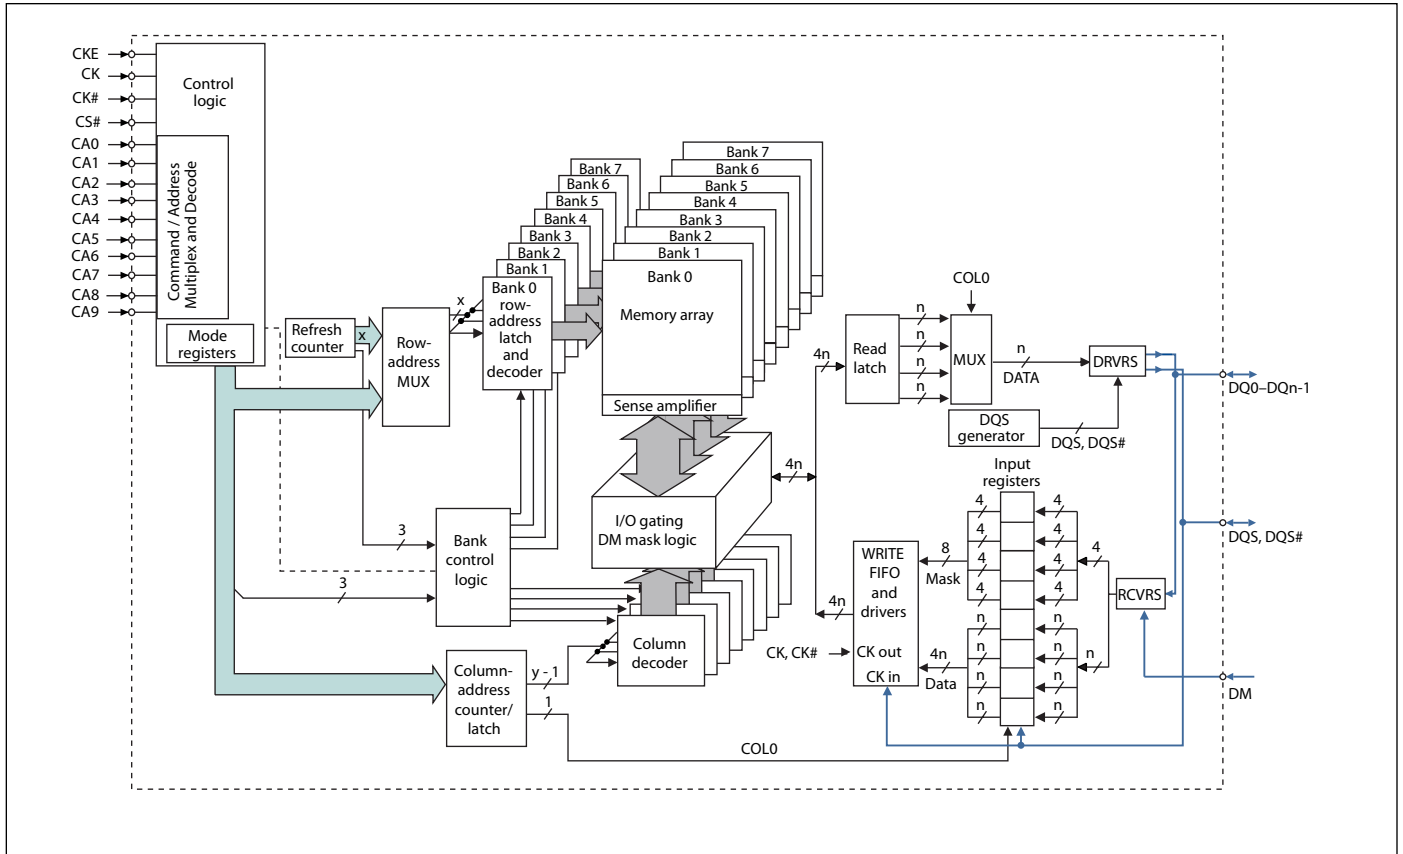 CKE
CK
CK#
CS#
CA0
CA1
CA2
CA3
CA4
CA5
CA6
CA7
CA8
CA9
Control
logic
Command / Address
Multiplex and Decode
Mode
registers
Refresh
counter
x
Row-
address
MUX
x
3
3
Bank 7
Bank 6
Bank 5
Bank 4
Bank 3
Bank 2
Bank 1
Bank 0
row-
address
latch
and
decoder
Bank 7
Bank 6
Bank 5
Bank 4
Bank 3
Bank 2
Bank 1
Bank 0
Memory array
Sense amplifier
Bank
control
logic
I/O gating
DM mask logic
Column
decoder
Column-
address
counter/
latch
y - 1
1
COL0
4n
4n
4n
Read
latch
n
n
n
n
COL0
MUX
n
DATA
DRVRS
DQS
generator
DQS, DQS#
Input
registers
4
4
4
4
n
n
n
n
4
4
4
4
n
n
n
n
4
n
RCVRS
8
Mask
4n
Data
WRITE
FIFO
and
drivers
CK out
CK in
CK, CK#
DQ0–DQn-1
DQS, DQS#
DM